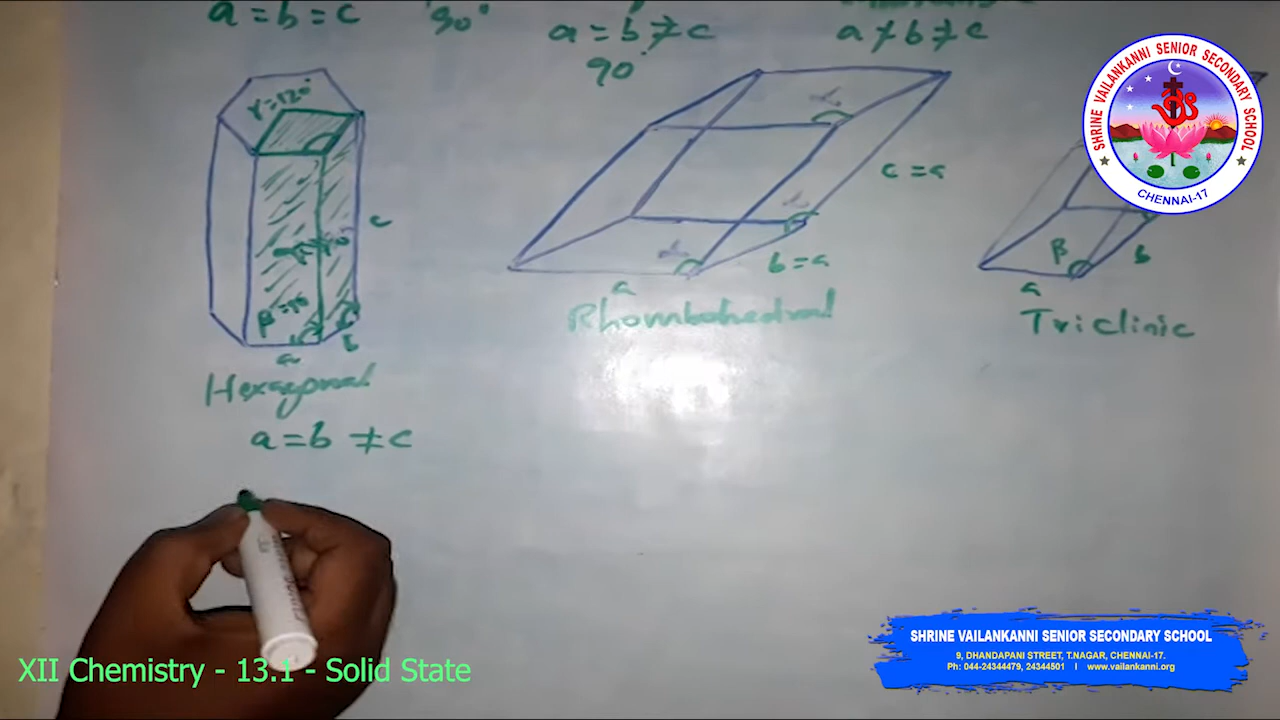 a = b = c
90°
a = b ≠ c
90°
a ≠ b ≠ c
γ=120°
c
β=90
a
b
Hexagonal
a=b ≠ c
c = a
b = a
a
Rhombohedral
β
b
a
Triclinic
SHRINE VAILANKANNI SENIOR SECONDARY SCHOOL
CHENNAI-17
SHRINE VAILANKANNI SENIOR SECONDARY SCHOOL
9, DHANDAPANI STREET, T.NAGAR, CHENNAI-17.
Ph: 044-24344479, 24344501 I www.vailankanni.org
XII Chemistry - 13.1 - Solid State